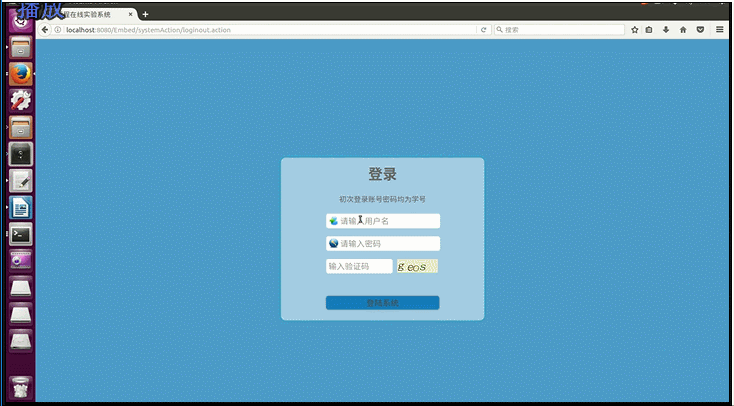 播放
程在线实验系统
localhost:8080/Embed/systemAction/loginout.action
搜索
登录
初次登录账号密码均为学号
请输入用户名
请输入密码
输入验证码
geos
登陆系统